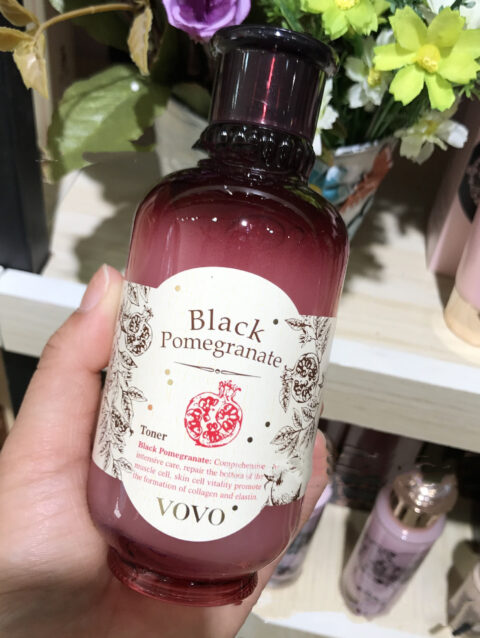 Black
Pomegranate
Toner
Black Pomegranate: Comprehensive
intensive care, repair the bottom of the
muscle cell, skin cell vitality promote
the formation of collagen and elastin.
VOVO